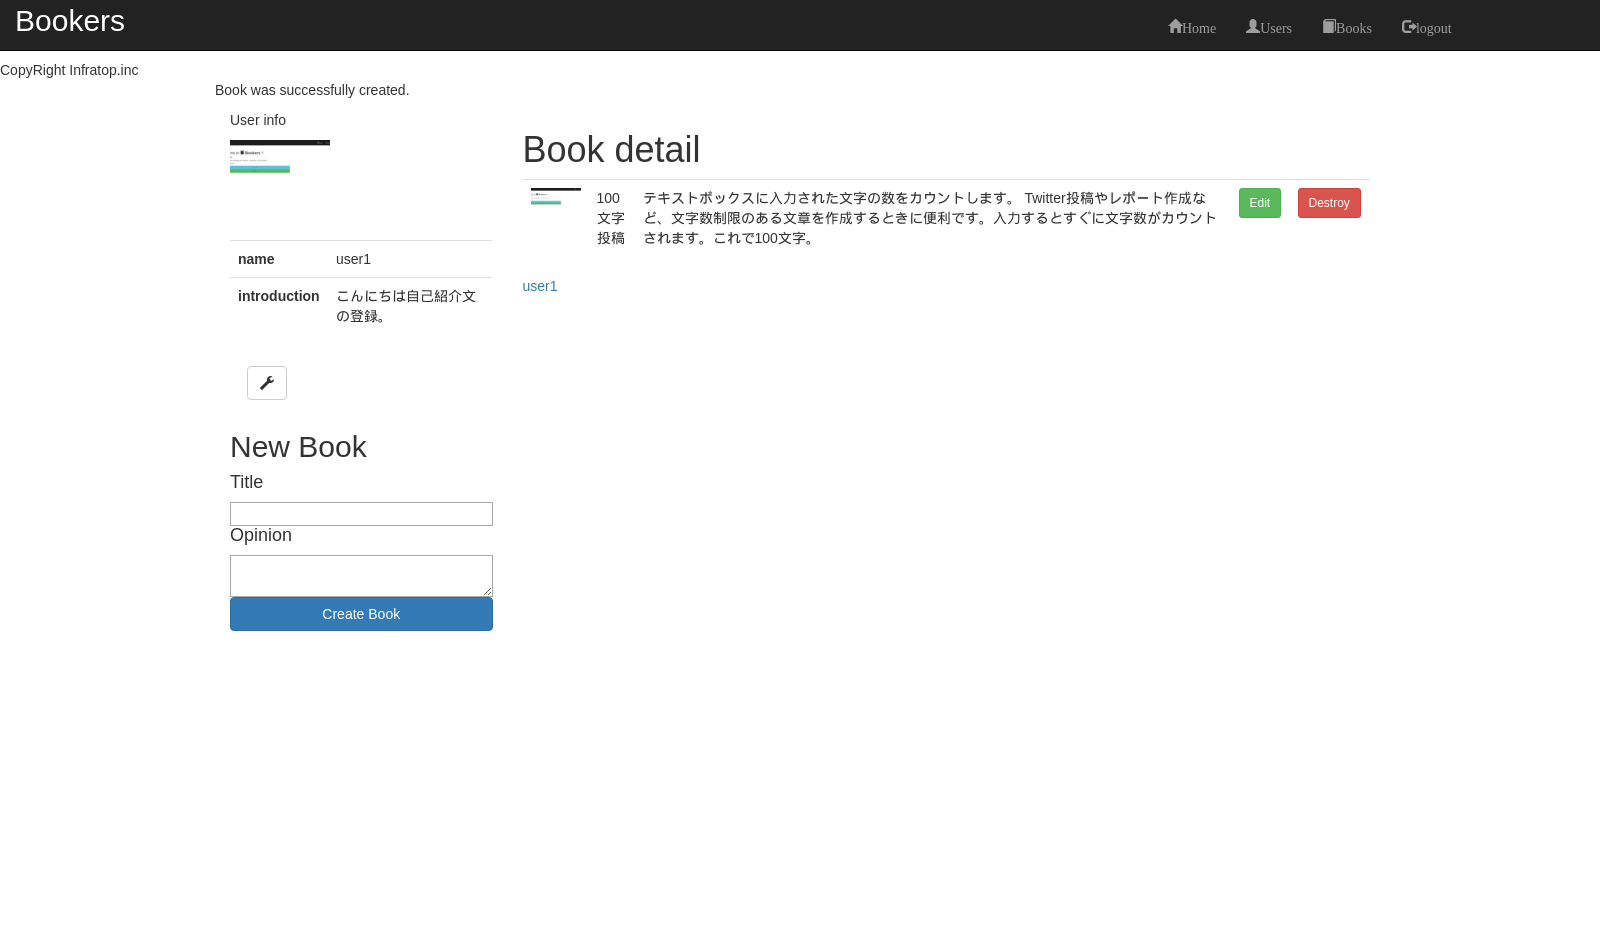 Bookers
Home Users Books logout
CopyRight Infratop.inc
Book was successfully created.
User info
name user1
introduction こんにちは自己紹介文
の登録。
New Book
Title
Opinion
Create Book
Book detail
100
文字
投稿
テキストボックスに入力された文字の数をカウントします。 Twitter投稿やレポート作成な
ど、文字数制限のある文章を作成するときに便利です。入力するとすぐに文字数がカウント
されます。これで100文字。
Edit Destroy
user1